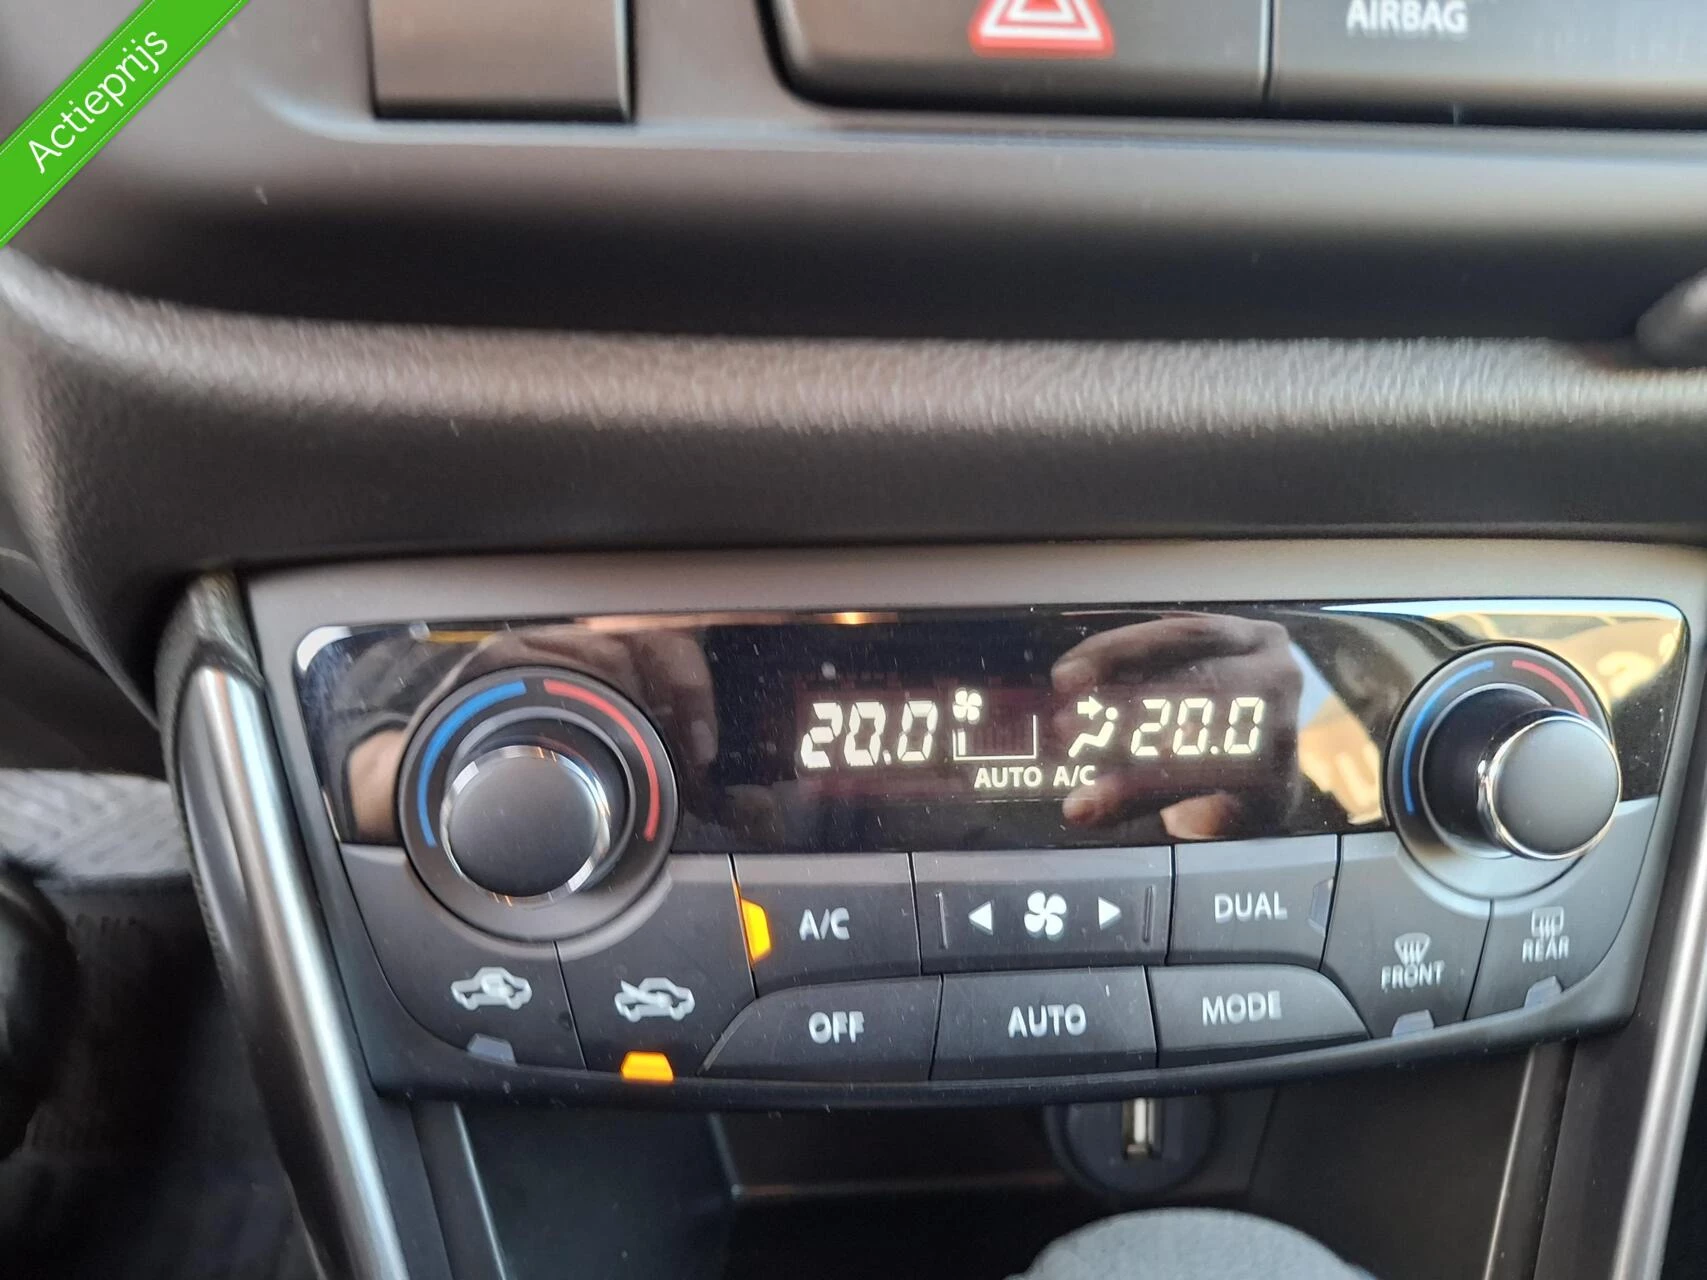 Actieprijs
AIRBAG
20.0 20.0
AUTO A/C
A/C
DUAL
FRONT
REAR
OFF
AUTO
MODE